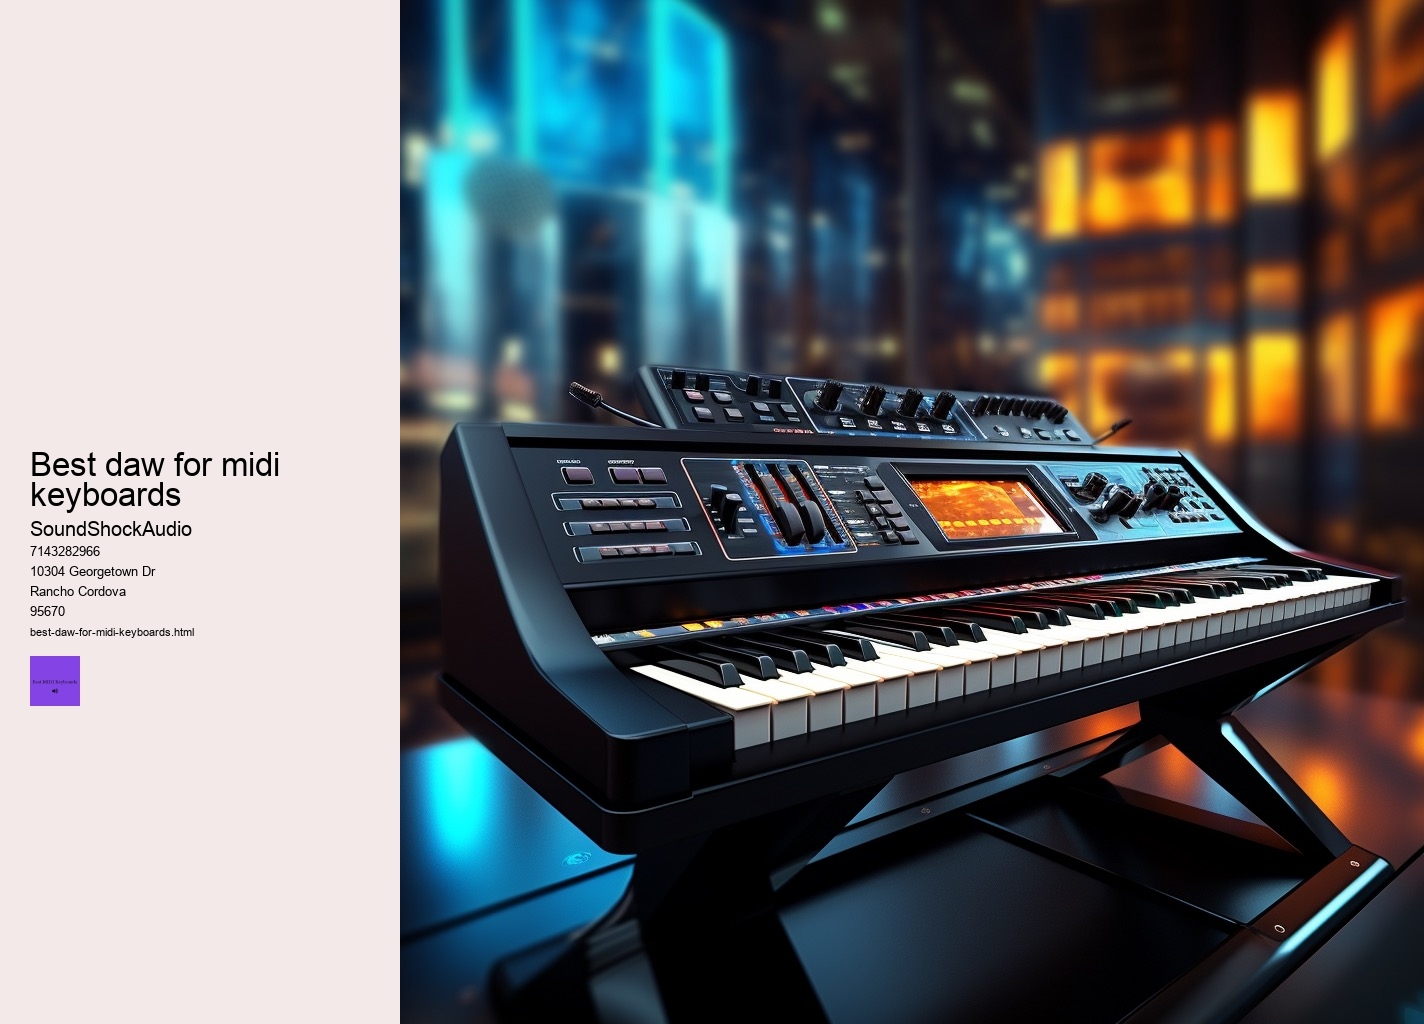 Best daw for midi
keyboards
SoundShockAudio
7143282966
10304 Georgetown Dr
Rancho Cordova
95670
best-daw-for-midi-keyboards.html
Best MIDI Keyboards